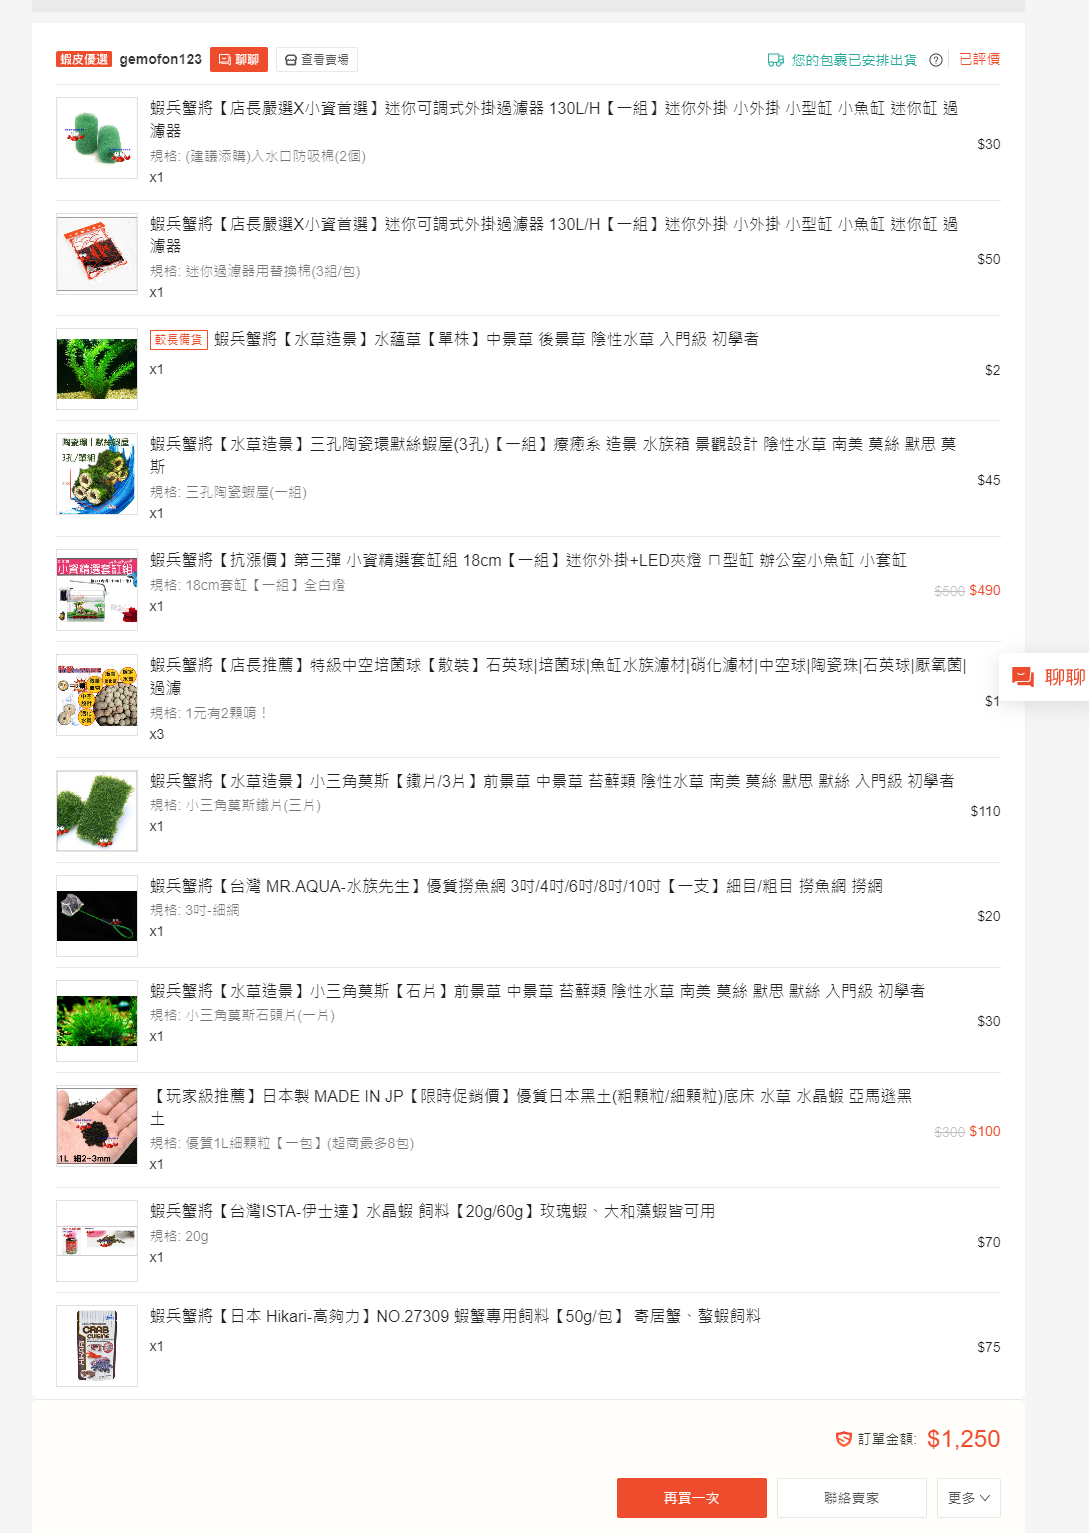 蝦皮優選 gemofon123 聊聊 查看賣場 您的包裹已安排出貨 已評價
蝦兵蟹將【店長嚴選X小資首選】迷你可調式外掛過濾器 130L/H【一組】迷你外掛 小外掛 小型缸 小魚缸 迷你缸 過
濾器
規格: (建議添購)入水口防吸棉(2個)
x1
$30
蝦兵蟹將【店長嚴選X小資首選】迷你可調式外掛過濾器 130L/H【一組】迷你外掛 小外掛 小型缸 小魚缸 迷你缸 過
濾器
規格: 迷你過濾器用替換棉(3組/包)
x1
$50
較長備貨 蝦兵蟹將【水草造景】水蘊草【單株】中景草 後景草 陰性水草 入門級 初學者
x1
$2
陶瓷環 | 默絲蝦屋
3孔/單組
蝦兵蟹將【水草造景】三孔陶瓷環默絲蝦屋(3孔)【一組】療癒系 造景 水族箱 景觀設計 陰性水草 南美 莫絲 默思 莫
斯
規格: 三孔陶瓷蝦屋(一組)
x1
$45
小資精選套缸組
蝦兵蟹將【抗漲價】第三彈 小資精選套缸組 18cm【一組】迷你外掛+LED夾燈 ㄇ型缸 辦公室小魚缸 小套缸
規格: 18cm套缸【一組】全白燈
x1
$500 $490
蝦兵蟹將【店長推薦】特級中空培菌球【散裝】石英球|培菌球|魚缸水族濾材|硝化濾材|中空球|陶瓷珠|石英球|厭氧菌|
過濾
規格: 1元有2顆唷！
x3
$1
聊聊
蝦兵蟹將【水草造景】小三角莫斯【鐵片/3片】前景草 中景草 苔蘚類 陰性水草 南美 莫絲 默思 默絲 入門級 初學者
規格: 小三角莫斯鐵片(三片)
x1
$110
蝦兵蟹將【台灣 MR.AQUA-水族先生】優質撈魚網 3吋/4吋/6吋/8吋/10吋【一支】細目/粗目 撈魚網 撈網
規格: 3吋-細網
x1
$20
蝦兵蟹將【水草造景】小三角莫斯【石片】前景草 中景草 苔蘚類 陰性水草 南美 莫絲 默思 默絲 入門級 初學者
規格: 小三角莫斯石頭片(一片)
x1
$30
1L 細2-3mm
【玩家級推薦】日本製 MADE IN JP【限時促銷價】優質日本黑土(粗顆粒/細顆粒)底床 水草 水晶蝦 亞馬遜黑
土
規格: 優質1L細顆粒【一包】(超商最多8包)
x1
$300 $100
蝦兵蟹將【台灣ISTA-伊士達】水晶蝦 飼料【20g/60g】玫瑰蝦、大和藻蝦皆可用
規格: 20g
x1
$70
CRAB
CUISINE
HIKARI
蝦兵蟹將【日本 Hikari-高夠力】NO.27309 蝦蟹專用飼料【50g/包】 寄居蟹、螯蝦飼料
x1
$75
訂單金額: $1,250
再買一次 聯絡賣家 更多